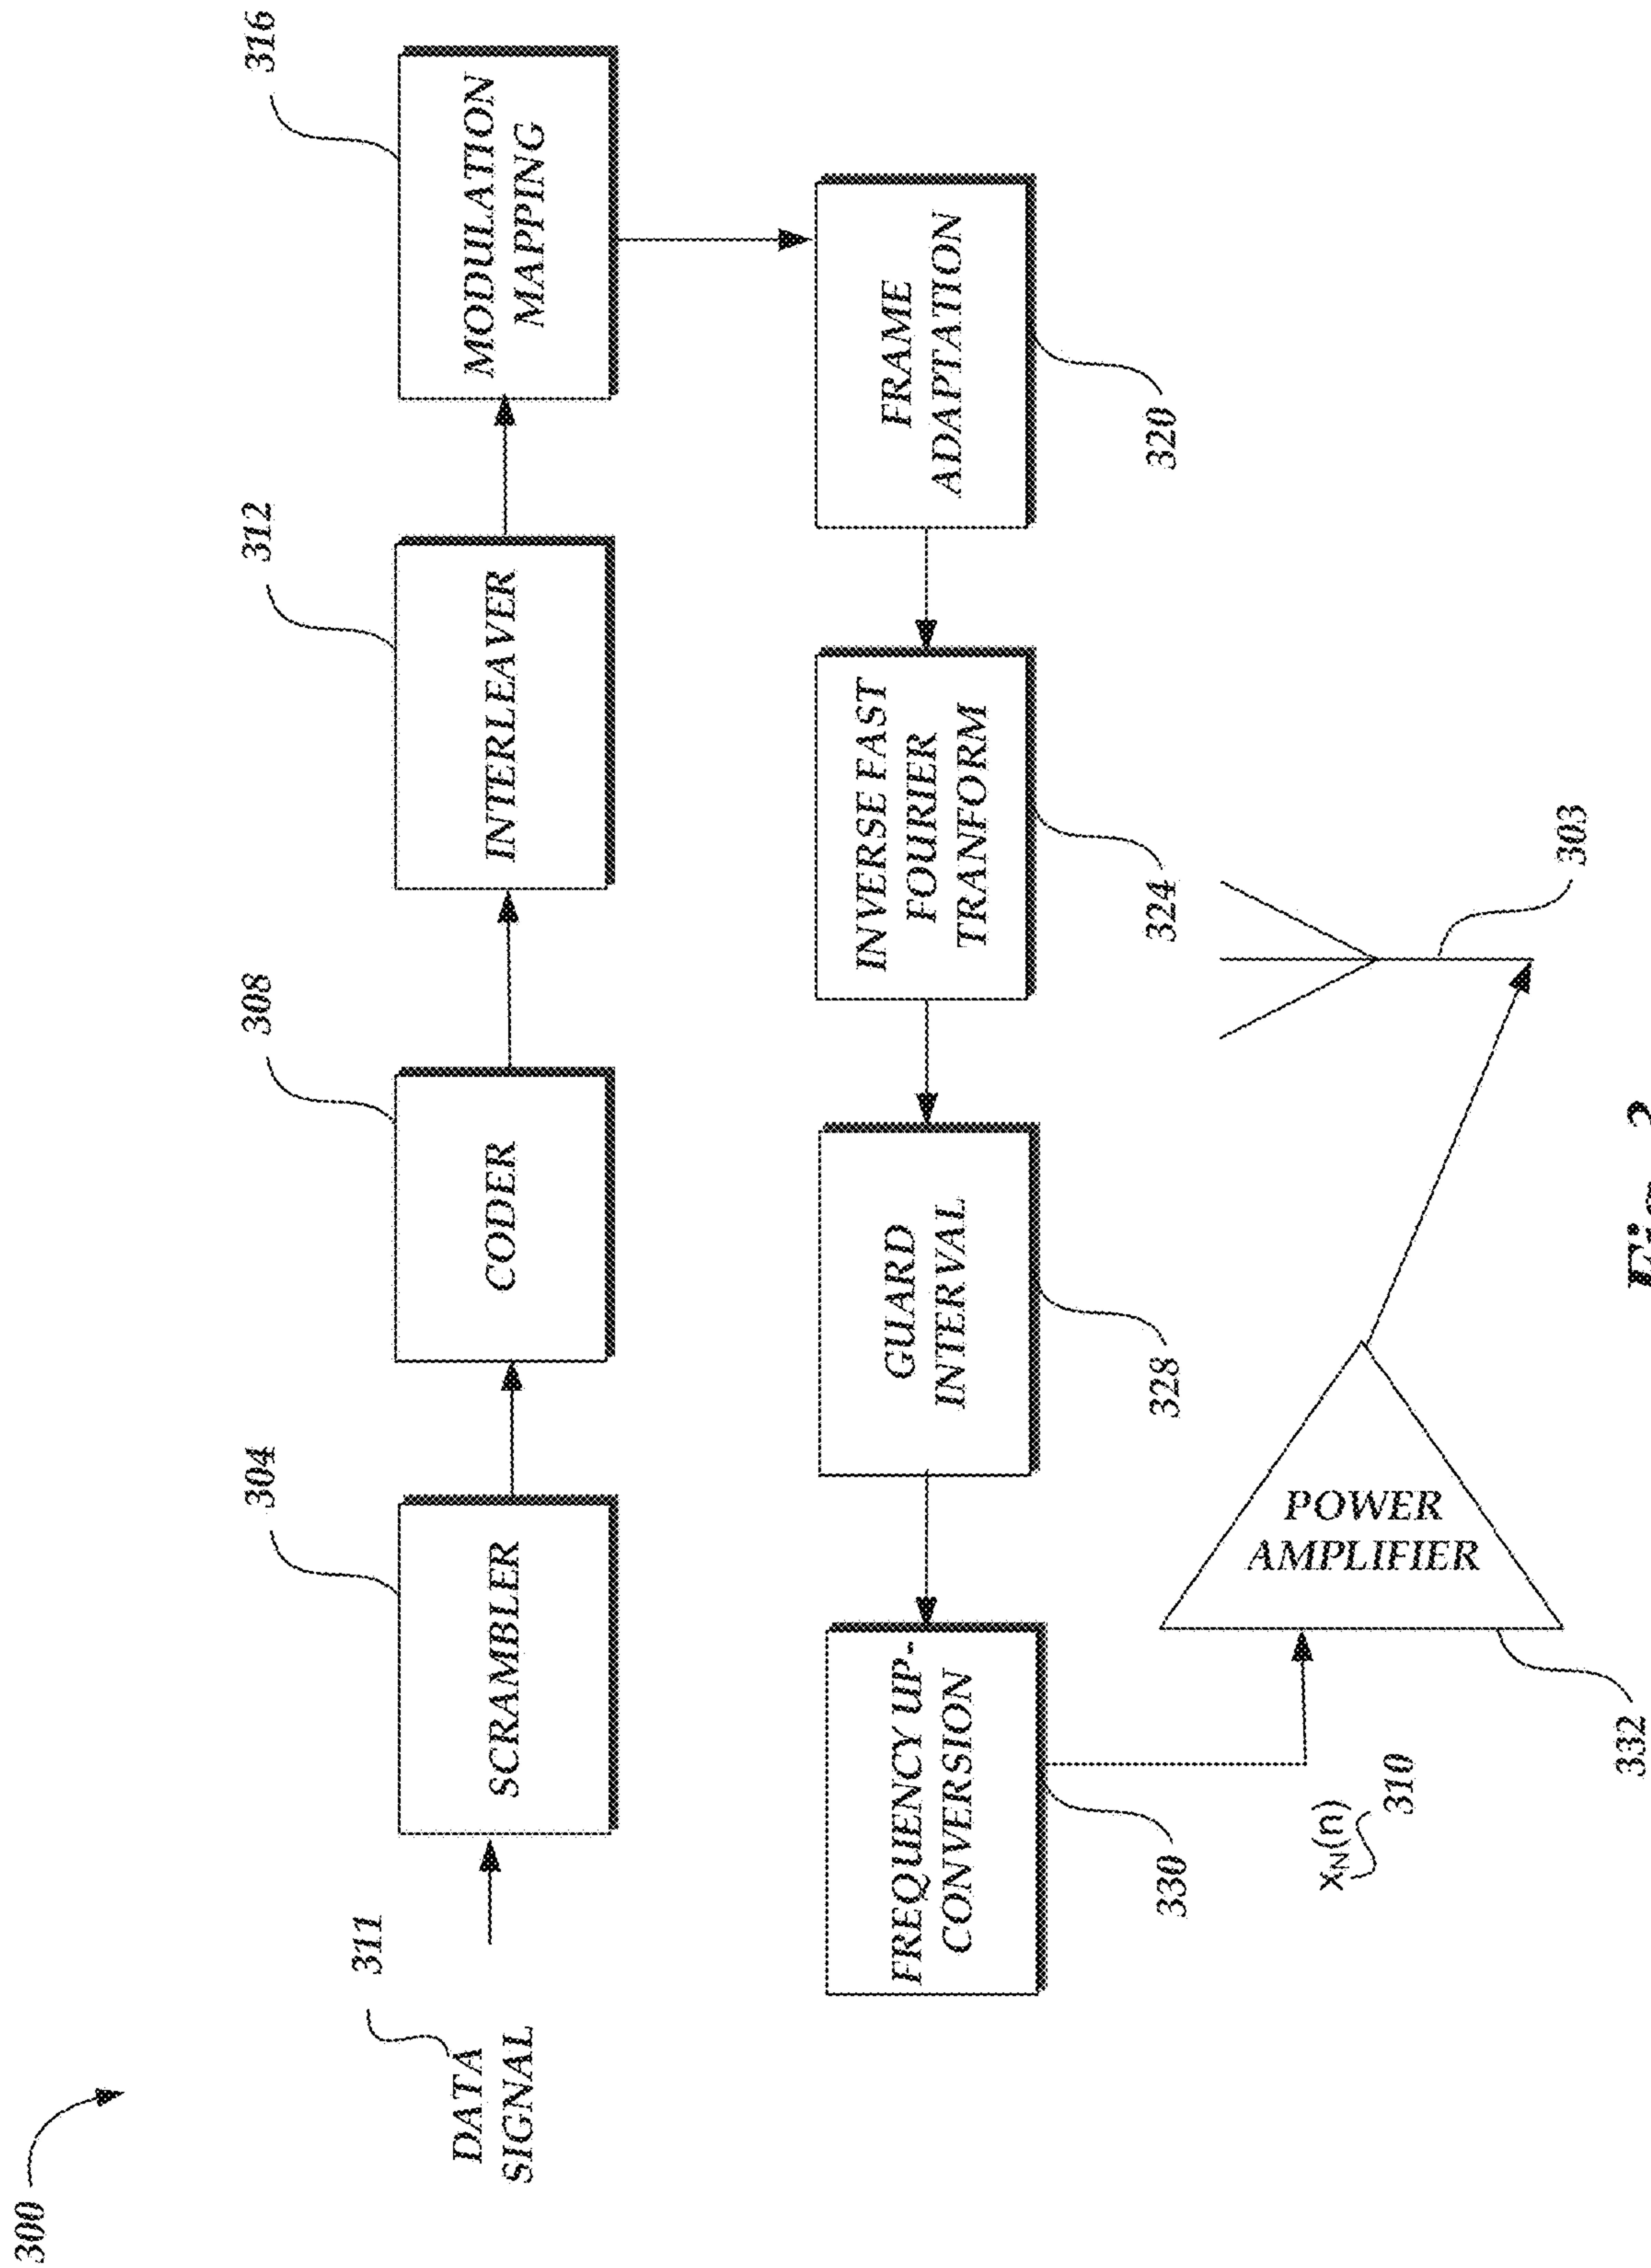 300
311
DATA
SIGNAL
304
SCRAMBLER
308
CODER
312
INTERLEAVER
316
MODULATION
MAPPING
FRAME
ADAPTATION
320
INVERSE FAST
FOURIER
TRANFORM
324
GUARD
INTERVAL
328
FREQUENCY UP-
CONVERSION
330
xN(n)
310
POWER
AMPLIFIER
332
303